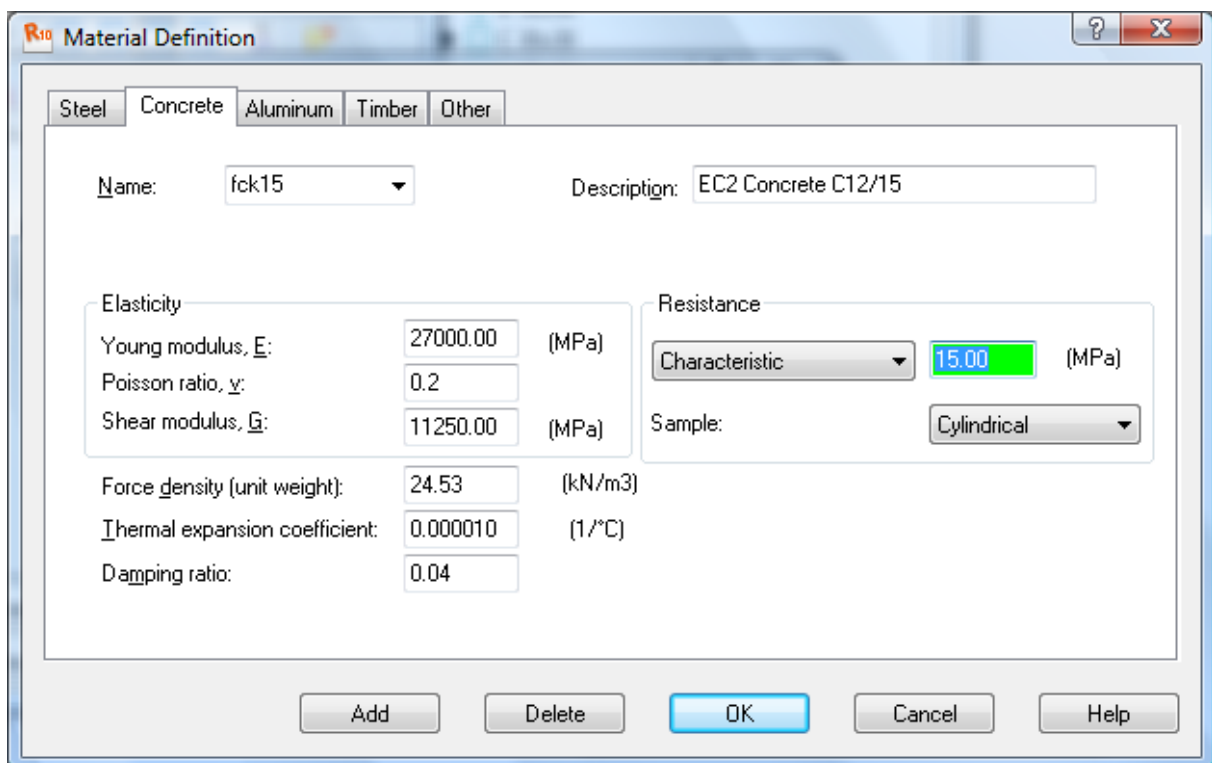 R10 Material Definition
Steel Concrete Aluminum Timber Other
Name: fck15 Description: EC2 Concrete C12/15
Elasticity
Young modulus, E: 27000.00 (MPa)
Poisson ratio, v: 0.2
Shear modulus, G: 11250.00 (MPa)
Resistance
Characteristic 15.00 (MPa)
Sample: Cylindrical
Force density (unit weight): 24.53 (kN/m3)
Thermal expansion coefficient: 0.000010 (1/°C)
Damping ratio: 0.04
Add Delete OK Cancel Help